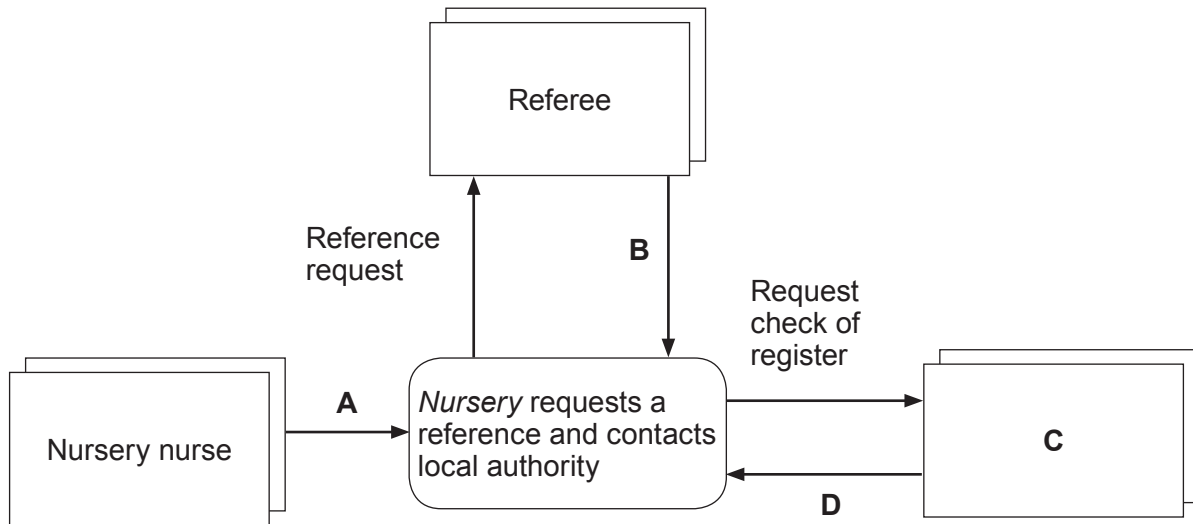 Referee
Reference
request
B
Request
check of
register
Nursery nurse
A
Nursery requests a
reference and contacts
local authority
C
D